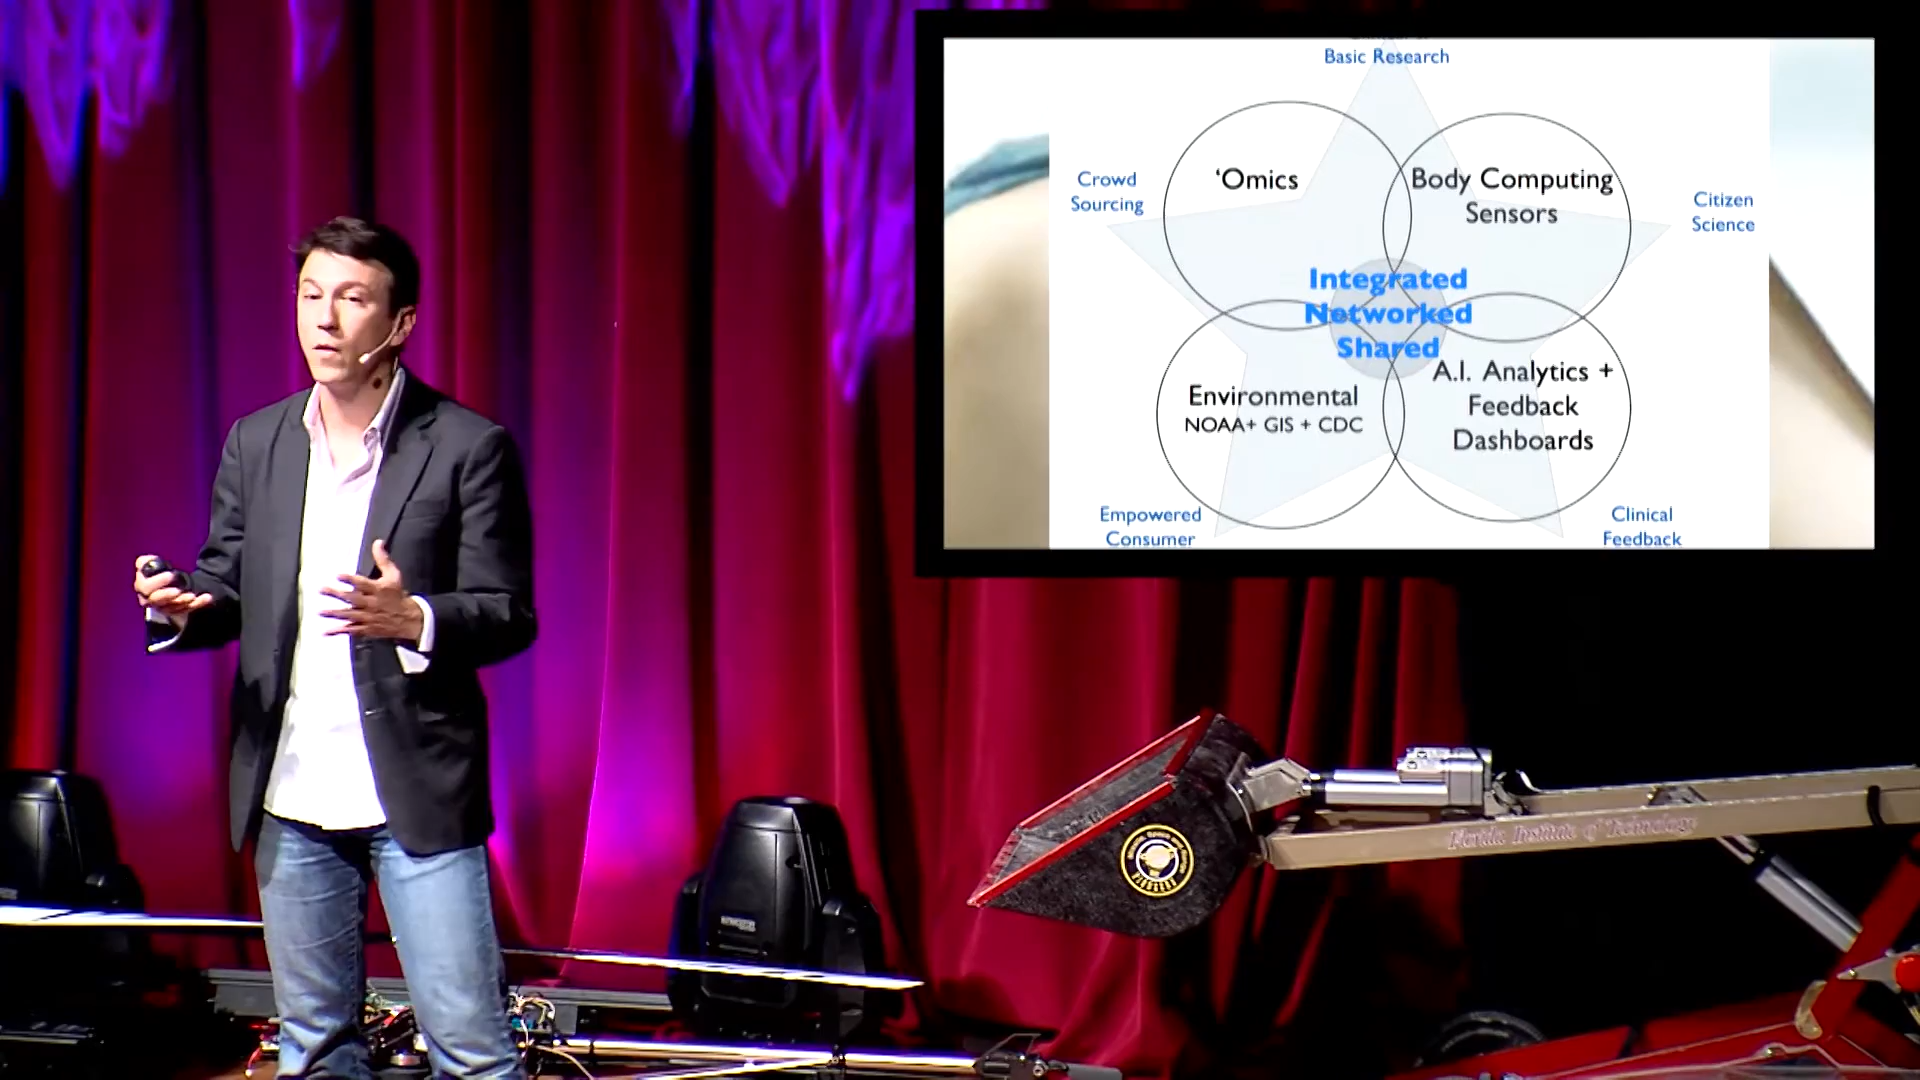 Basic Research
Crowd
Sourcing
‘Omics
Body Computing
Sensors
Citizen
Science
Integrated
Networked
Shared
Environmental
NOAA+ GIS + CDC
A.I. Analytics +
Feedback
Dashboards
Empowered
Consumer
Clinical
Feedback
Florida Institute of Technology